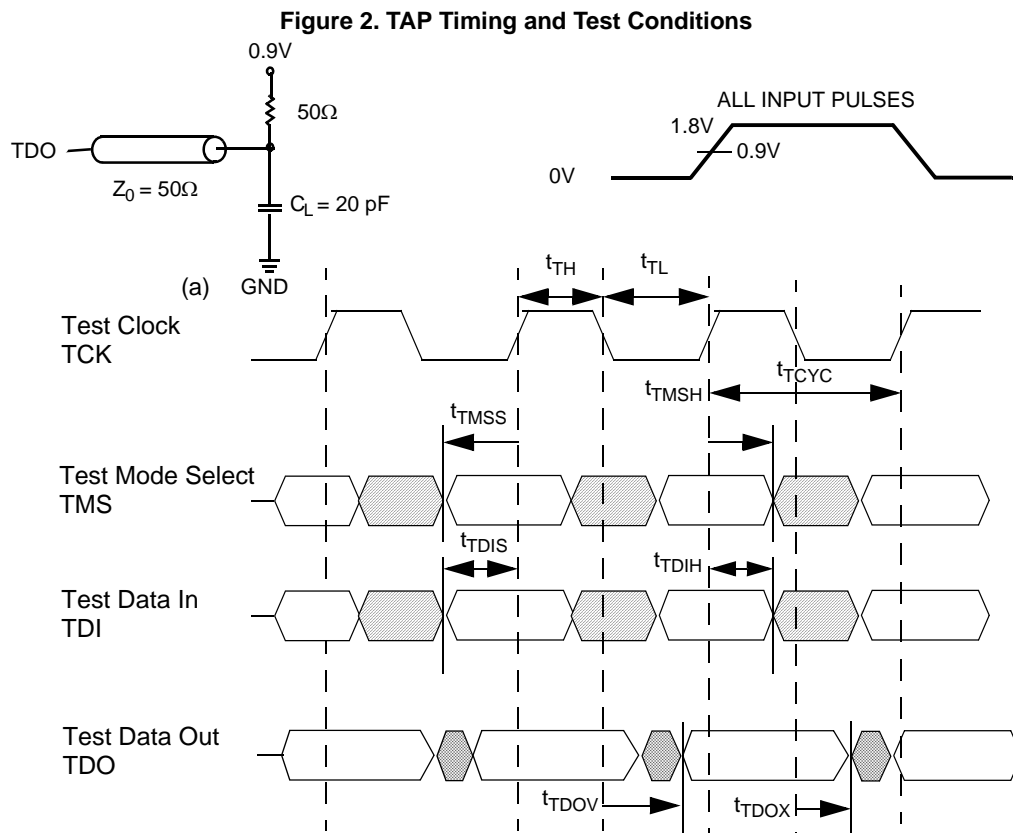 Figure 2. TAP Timing and Test Conditions
0.9V
50Ω
TDO
Z0 = 50Ω
CL = 20 pF
(a)
GND
ALL INPUT PULSES
1.8V
0.9V
0V
tTH
tTL
Test Clock
TCK
tTCYC
tTMSH
tTMSS
Test Mode Select
TMS
tTDIS
tTDIH
Test Data In
TDI
Test Data Out
TDO
tTDOV
tTDOX